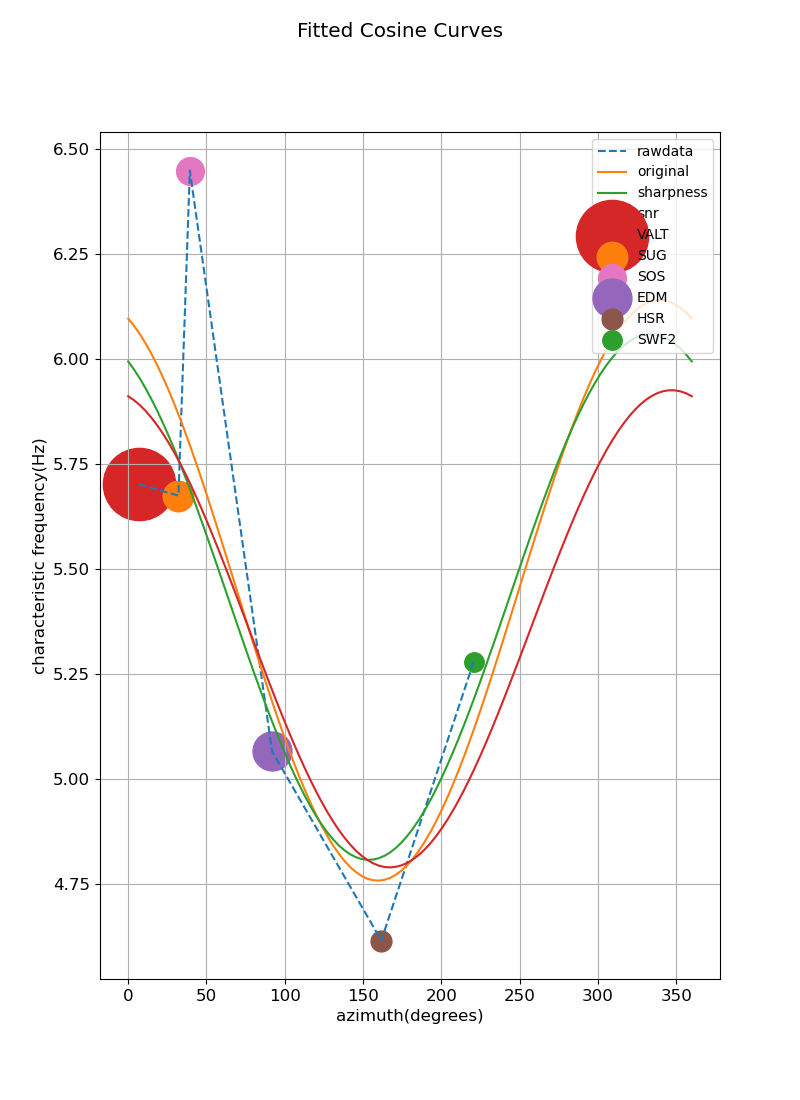 Fitted Cosine Curves
6.50
6.25
6.00
5.75
5.50
5.25
5.00
4.75
characteristic frequency(Hz)
rawdata
original
sharpness
snr
VALT
SUG
SOS
EDM
HSR
SWF2
0 50 100 150 200 250 300 350
azimuth(degrees)